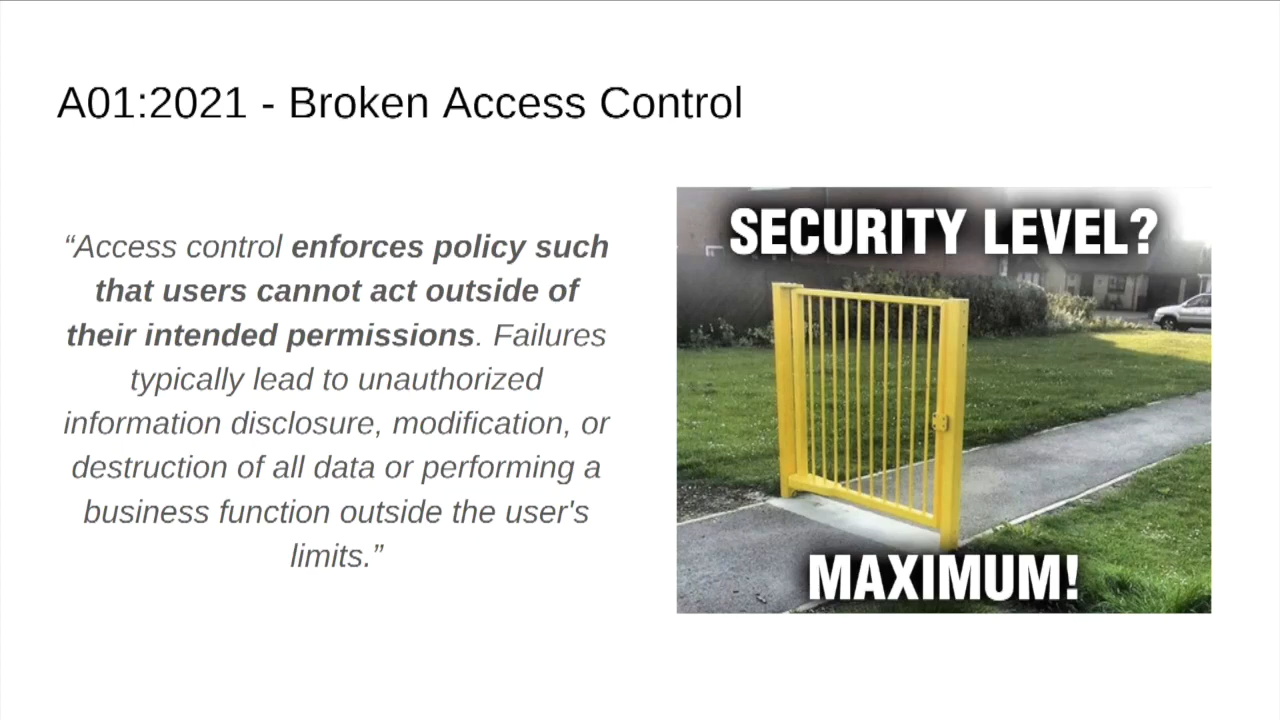 A01:2021 - Broken Access Control
“Access control enforces policy such
that users cannot act outside of
their intended permissions. Failures
typically lead to unauthorized
information disclosure, modification, or
destruction of all data or performing a
business function outside the user's
limits.”
SECURITY LEVEL?
MAXIMUM!